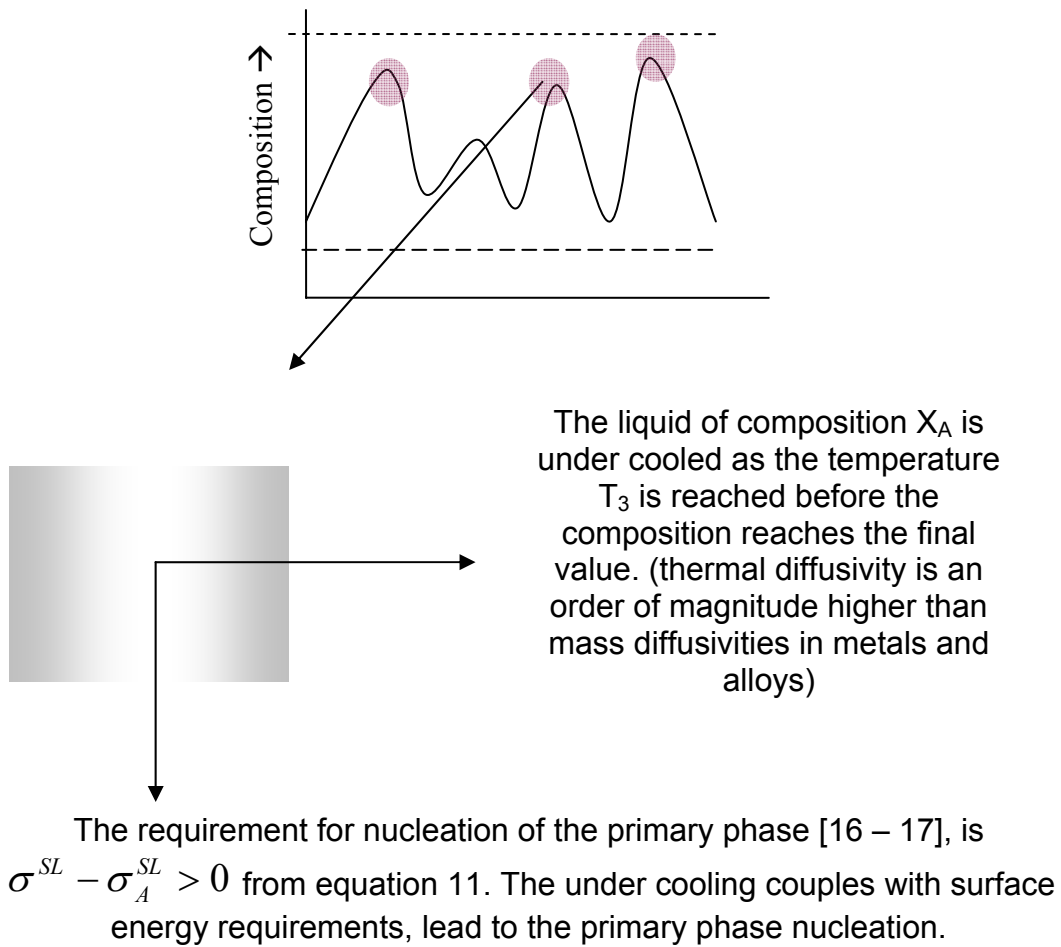 Composition →
The liquid of composition X_A is
under cooled as the temperature
T_3 is reached before the
composition reaches the final
value. (thermal diffusivity is an
order of magnitude higher than
mass diffusivities in metals and
alloys)
The requirement for nucleation of the primary phase [16 – 17], is
σ^{SL} − σ_A^{SL} > 0 from equation 11. The under cooling couples with surface
energy requirements, lead to the primary phase nucleation.